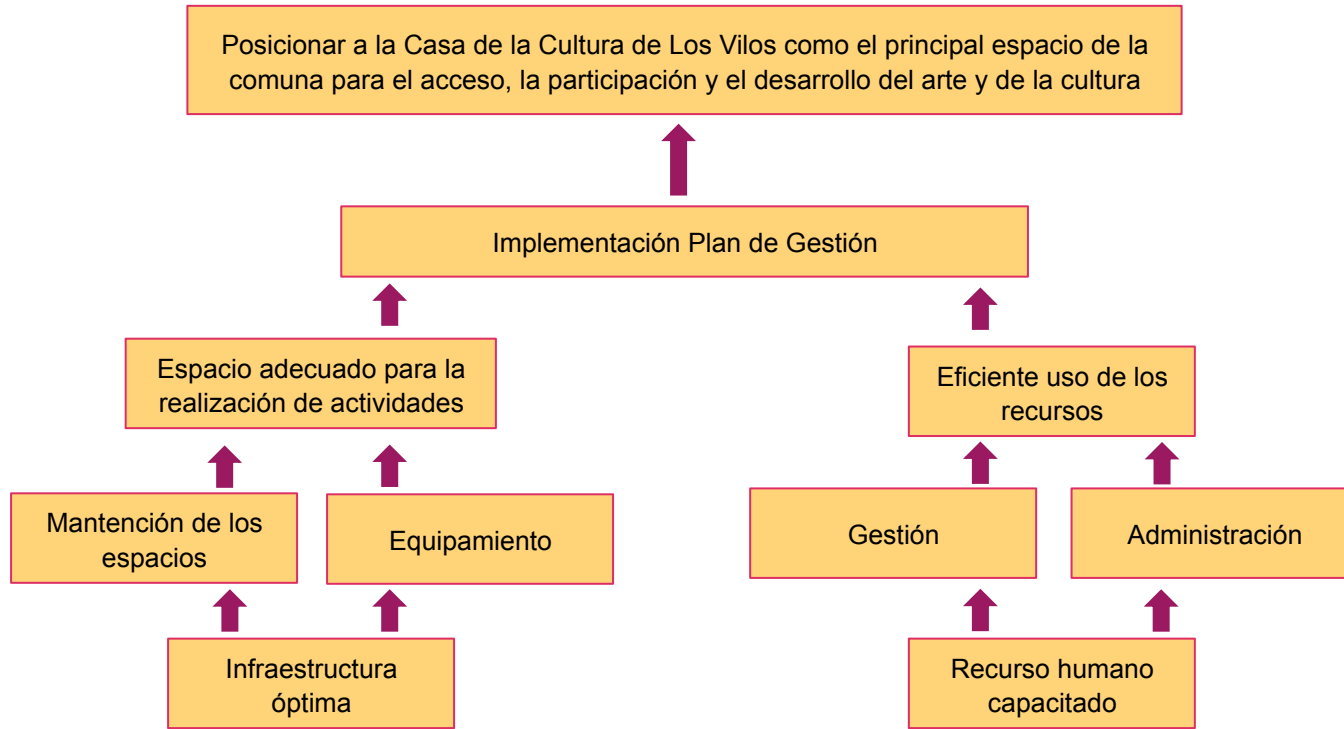 Posicionar a la Casa de la Cultura de Los Vilos como el principal espacio de la
comuna para el acceso, la participación y el desarrollo del arte y de la cultura
Implementación Plan de Gestión
Espacio adecuado para la
realización de actividades
Eficiente uso de los
recursos
Mantención de los
espacios
Equipamiento
Gestión
Administración
Infraestructura
óptima
Recurso humano
capacitado